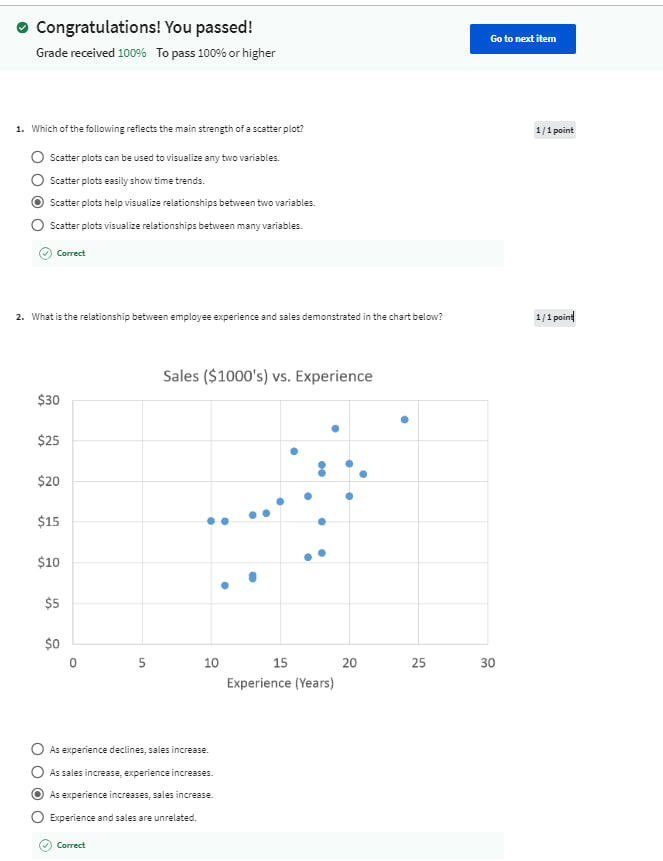 Congratulations! You passed!
Grade received 100% To pass 100% or higher
Go to next item
1. Which of the following reflects the main strength of a scatter plot?
1 / 1 point
Scatter plots can be used to visualize any two variables.
Scatter plots easily show time trends.
Scatter plots help visualize relationships between two variables.
Scatter plots visualize relationships between many variables.
Correct
2. What is the relationship between employee experience and sales demonstrated in the chart below?
1 / 1 point
Sales ($1000's) vs. Experience
$30
$25
$20
$15
$10
$5
$0
0 5 10 15 20 25 30
Experience (Years)
As experience declines, sales increase.
As sales increase, experience increases.
As experience increases, sales increase.
Experience and sales are unrelated.
Correct